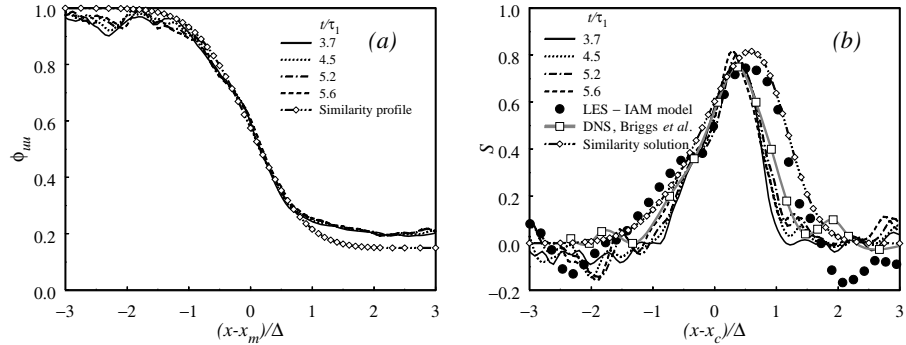 (a)
t/τ1
3.7
4.5
5.2
5.6
Similarity profile
1.0
0.8
0.6
0.4
0.2
0.0
ϕuu
−3 −2 −1 0 1 2 3
(x-xm)/Δ
(b)
t/τ1
3.7
4.5
5.2
5.6
LES – IAM model
DNS, Briggs et al.
Similarity solution
1.0
0.8
0.6
0.4
0.2
0.0
−0.2
S
−3 −2 −1 0 1 2 3
(x-xc)/Δ